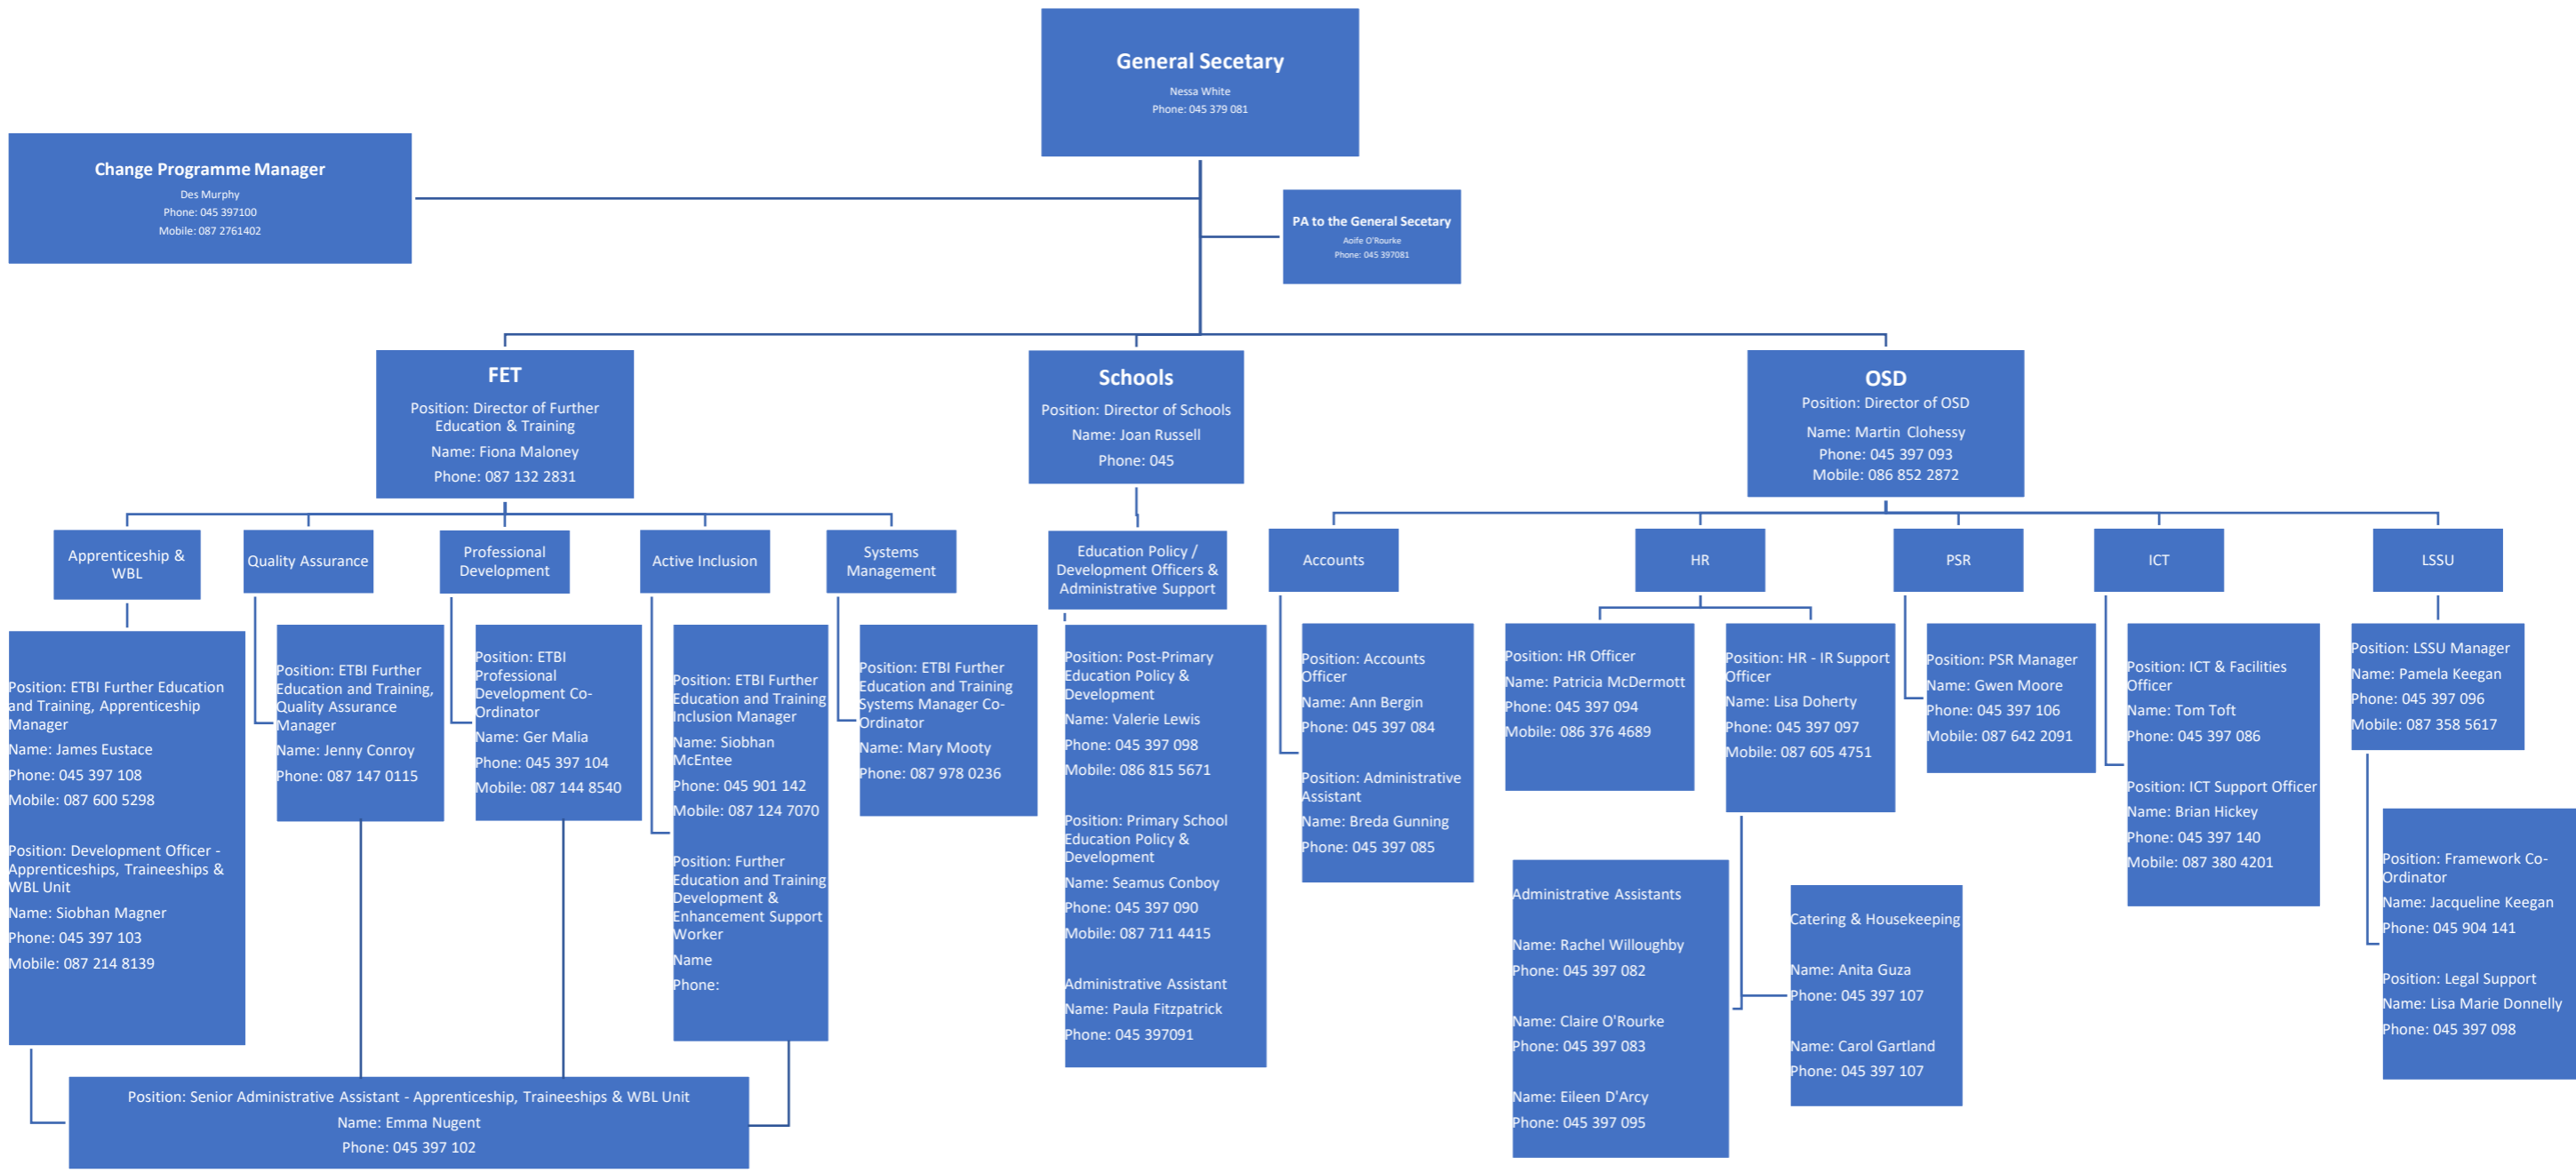 General Secetary
Nessa White
Phone: 045 379 081
Change Programme Manager
Des Murphy
Phone: 045 397100
Mobile: 087 2761402
PA to the General Secetary
Aoife O'Rourke
Phone: 045 397081
FET
Position: Director of Further
Education & Training
Name: Fiona Maloney
Phone: 087 132 2831
Schools
Position: Director of Schools
Name: Joan Russell
Phone: 045
OSD
Position: Director of OSD
Name: Martin Clohessy
Phone: 045 397 093
Mobile: 086 852 2872
Apprenticeship &
WBL
Quality Assurance
Professional
Development
Active Inclusion
Systems
Management
Education Policy /
Development Officers &
Administrative Support
Accounts
HR
PSR
ICT
LSSU
Position: ETBI Further Education
and Training, Apprenticeship
Manager
Name: James Eustace
Phone: 045 397 108
Mobile: 087 600 5298
Position: Development Officer -
Apprenticeships, Traineeships &
WBL Unit
Name: Siobhan Magner
Phone: 045 397 103
Mobile: 087 214 8139
Position: ETBI Further
Education and Training,
Quality Assurance
Manager
Name: Jenny Conroy
Phone: 087 147 0115
Position: ETBI
Professional
Development Co-
Ordinator
Name: Ger Malia
Phone: 045 397 104
Mobile: 087 144 8540
Position: ETBI Further
Education and Training
Inclusion Manager
Name: Siobhan
McEntee
Phone: 045 901 142
Mobile: 087 124 7070
Position: Further
Education and Training
Development &
Enhancement Support
Worker
Name
Phone:
Position: ETBI Further
Education and Training
Systems Manager Co-
Ordinator
Name: Mary Mooty
Phone: 087 978 0236
Position: Post-Primary
Education Policy &
Development
Name: Valerie Lewis
Phone: 045 397 098
Mobile: 086 815 5671
Position: Primary School
Education Policy &
Development
Name: Seamus Conboy
Phone: 045 397 090
Mobile: 087 711 4415
Administrative Assistant
Name: Paula Fitzpatrick
Phone: 045 397091
Position: Accounts
Officer
Name: Ann Bergin
Phone: 045 397 084
Position: Administrative
Assistant
Name: Breda Gunning
Phone: 045 397 085
Position: HR Officer
Name: Patricia McDermott
Phone: 045 397 094
Mobile: 086 376 4689
Position: HR - IR Support
Officer
Name: Lisa Doherty
Phone: 045 397 097
Mobile: 087 605 4751
Position: PSR Manager
Name: Gwen Moore
Phone: 045 397 106
Mobile: 087 642 2091
Position: ICT & Facilities
Officer
Name: Tom Toft
Phone: 045 397 086
Position: ICT Support Officer
Name: Brian Hickey
Phone: 045 397 140
Mobile: 087 380 4201
Position: LSSU Manager
Name: Pamela Keegan
Phone: 045 397 096
Mobile: 087 358 5617
Administrative Assistants
Name: Rachel Willoughby
Phone: 045 397 082
Name: Claire O'Rourke
Phone: 045 397 083
Name: Eileen D'Arcy
Phone: 045 397 095
Catering & Housekeeping
Name: Anita Guza
Phone: 045 397 107
Name: Carol Gartland
Phone: 045 397 107
Position: Framework Co-
Ordinator
Name: Jacqueline Keegan
Phone: 045 904 141
Position: Legal Support
Name: Lisa Marie Donnelly
Phone: 045 397 098
Position: Senior Administrative Assistant - Apprenticeship, Traineeships & WBL Unit
Name: Emma Nugent
Phone: 045 397 102